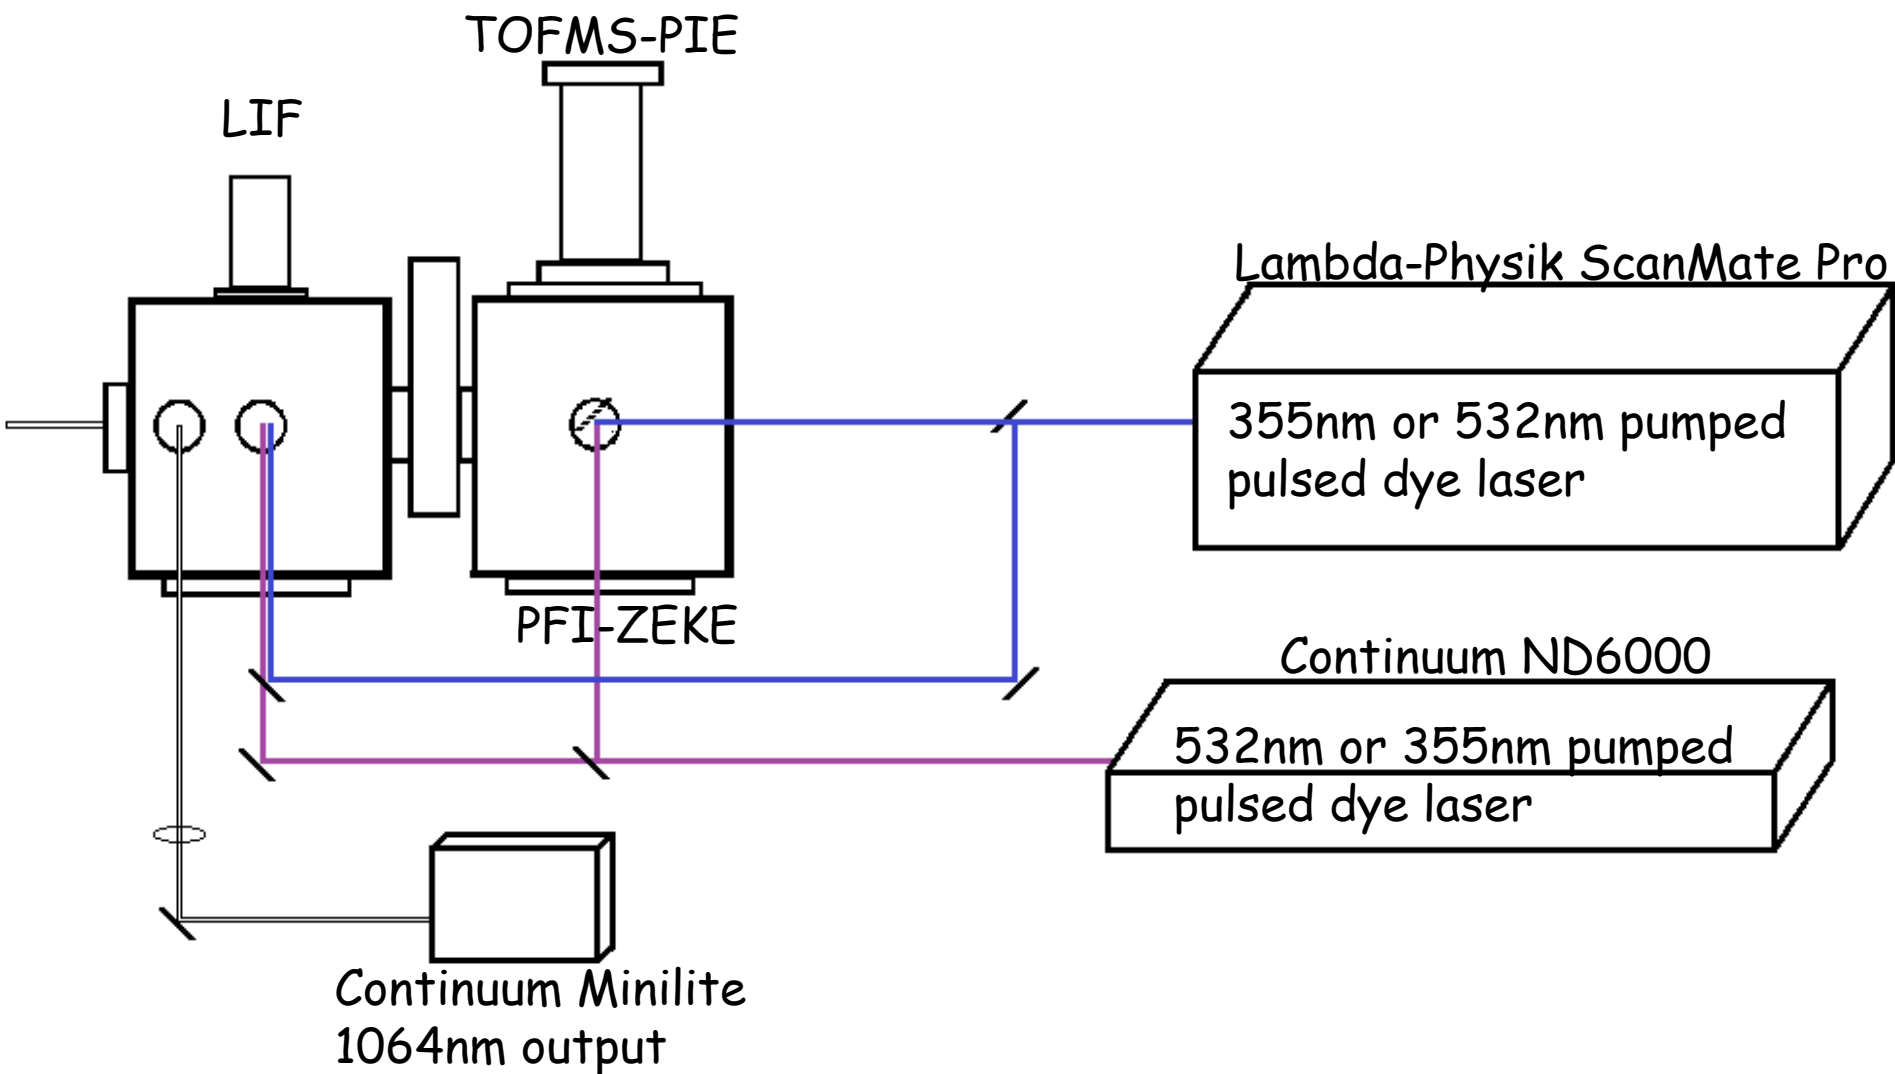 TOFMS-PIE
LIF
Lambda-Physik ScanMate Pro
355nm or 532nm pumped
pulsed dye laser
PFI-ZEKE
Continuum ND6000
532nm or 355nm pumped
pulsed dye laser
Continuum Minilite
1064nm output